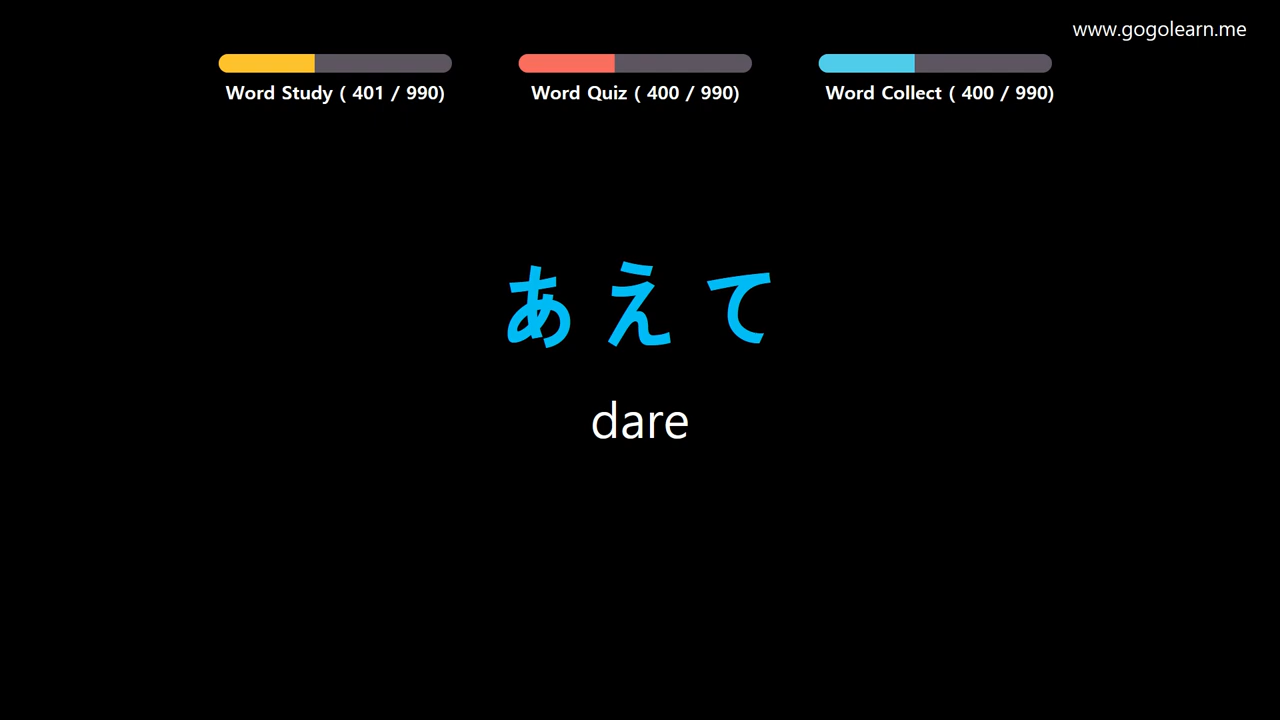 www.gogolearn.me
Word Study ( 401 / 990)
Word Quiz ( 400 / 990)
Word Collect ( 400 / 990)
あえて
dare